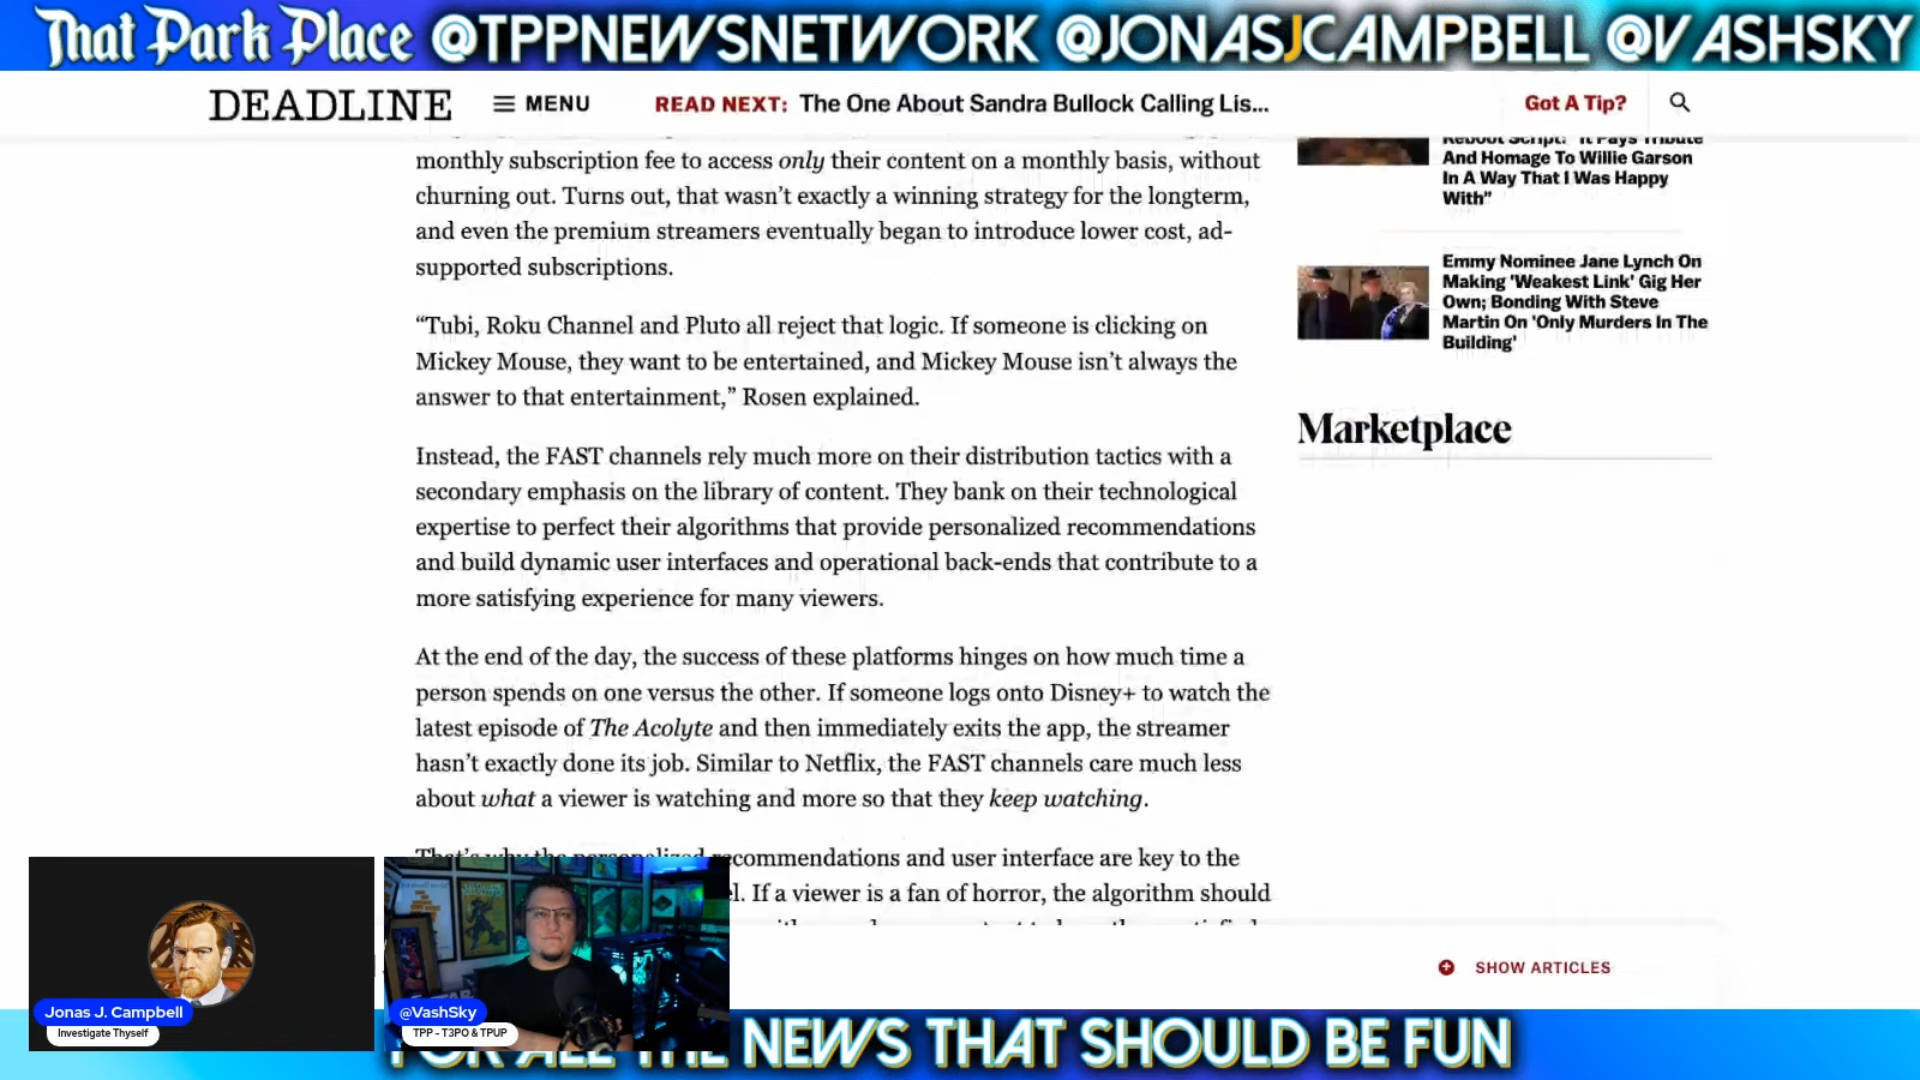 That Park Place @TPPNEWSNETWORK @JONASJCAMPBELL @VASHSKY
DEADLINE
MENU
READ NEXT: The One About Sandra Bullock Calling Lis...
Got A Tip?
monthly subscription fee to access only their content on a monthly basis, without
churning out. Turns out, that wasn’t exactly a winning strategy for the longterm,
and even the premium streamers eventually began to introduce lower cost, ad-
supported subscriptions.
“Tubi, Roku Channel and Pluto all reject that logic. If someone is clicking on
Mickey Mouse, they want to be entertained, and Mickey Mouse isn’t always the
answer to that entertainment,” Rosen explained.
Instead, the FAST channels rely much more on their distribution tactics with a
secondary emphasis on the library of content. They bank on their technological
expertise to perfect their algorithms that provide personalized recommendations
and build dynamic user interfaces and operational back-ends that contribute to a
more satisfying experience for many viewers.
At the end of the day, the success of these platforms hinges on how much time a
person spends on one versus the other. If someone logs onto Disney+ to watch the
latest episode of The Acolyte and then immediately exits the app, the streamer
hasn’t exactly done its job. Similar to Netflix, the FAST channels care much less
about what a viewer is watching and more so that they keep watching.
That’s why the personalized recommendations and user interface are key to the
If a viewer is a fan of horror, the algorithm should
Reboot Script: “It Pays Tribute
And Homage To Willie Garson
In A Way That I Was Happy
With”
Emmy Nominee Jane Lynch On
Making 'Weakest Link' Gig Her
Own; Bonding With Steve
Martin On 'Only Murders In The
Building'
Marketplace
SHOW ARTICLES
Jonas J. Campbell
Investigate Thyself
@VashSky
TPP - T3PO & TPUP
FOR ALL THE NEWS THAT SHOULD BE FUN